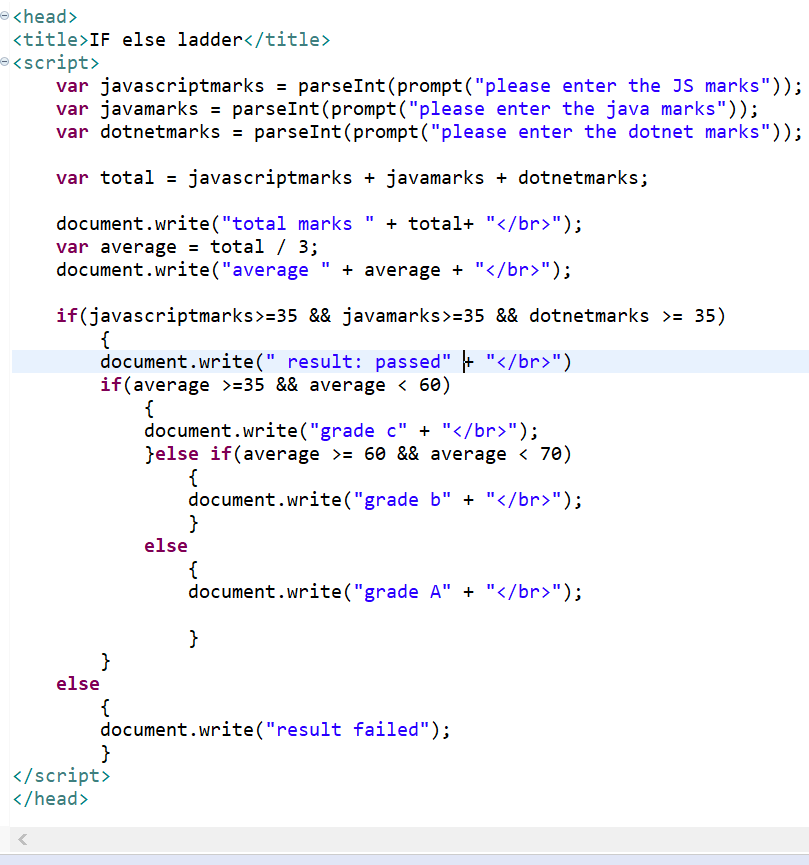 <head>
<title>IF else ladder</title>
<script>
    var javascriptmarks = parseInt(prompt("please enter the JS marks"));
    var javamarks = parseInt(prompt("please enter the java marks"));
    var dotnetmarks = parseInt(prompt("please enter the dotnet marks"));

    var total = javascriptmarks + javamarks + dotnetmarks;

    document.write("total marks " + total+ "</br>");
    var average = total / 3;
    document.write("average " + average + "</br>");

    if(javascriptmarks>=35 && javamarks>=35 && dotnetmarks >= 35)
        {
        document.write(" result: passed" + "</br>")
        if(average >=35 && average < 60)
            {
            document.write("grade c" + "</br>");
            }else if(average >= 60 && average < 70)
                {
                document.write("grade b" + "</br>");
                }
            else
                {
                document.write("grade A" + "</br>");

                }
        }
    else
        {
        document.write("result failed");
        }
</script>
</head>